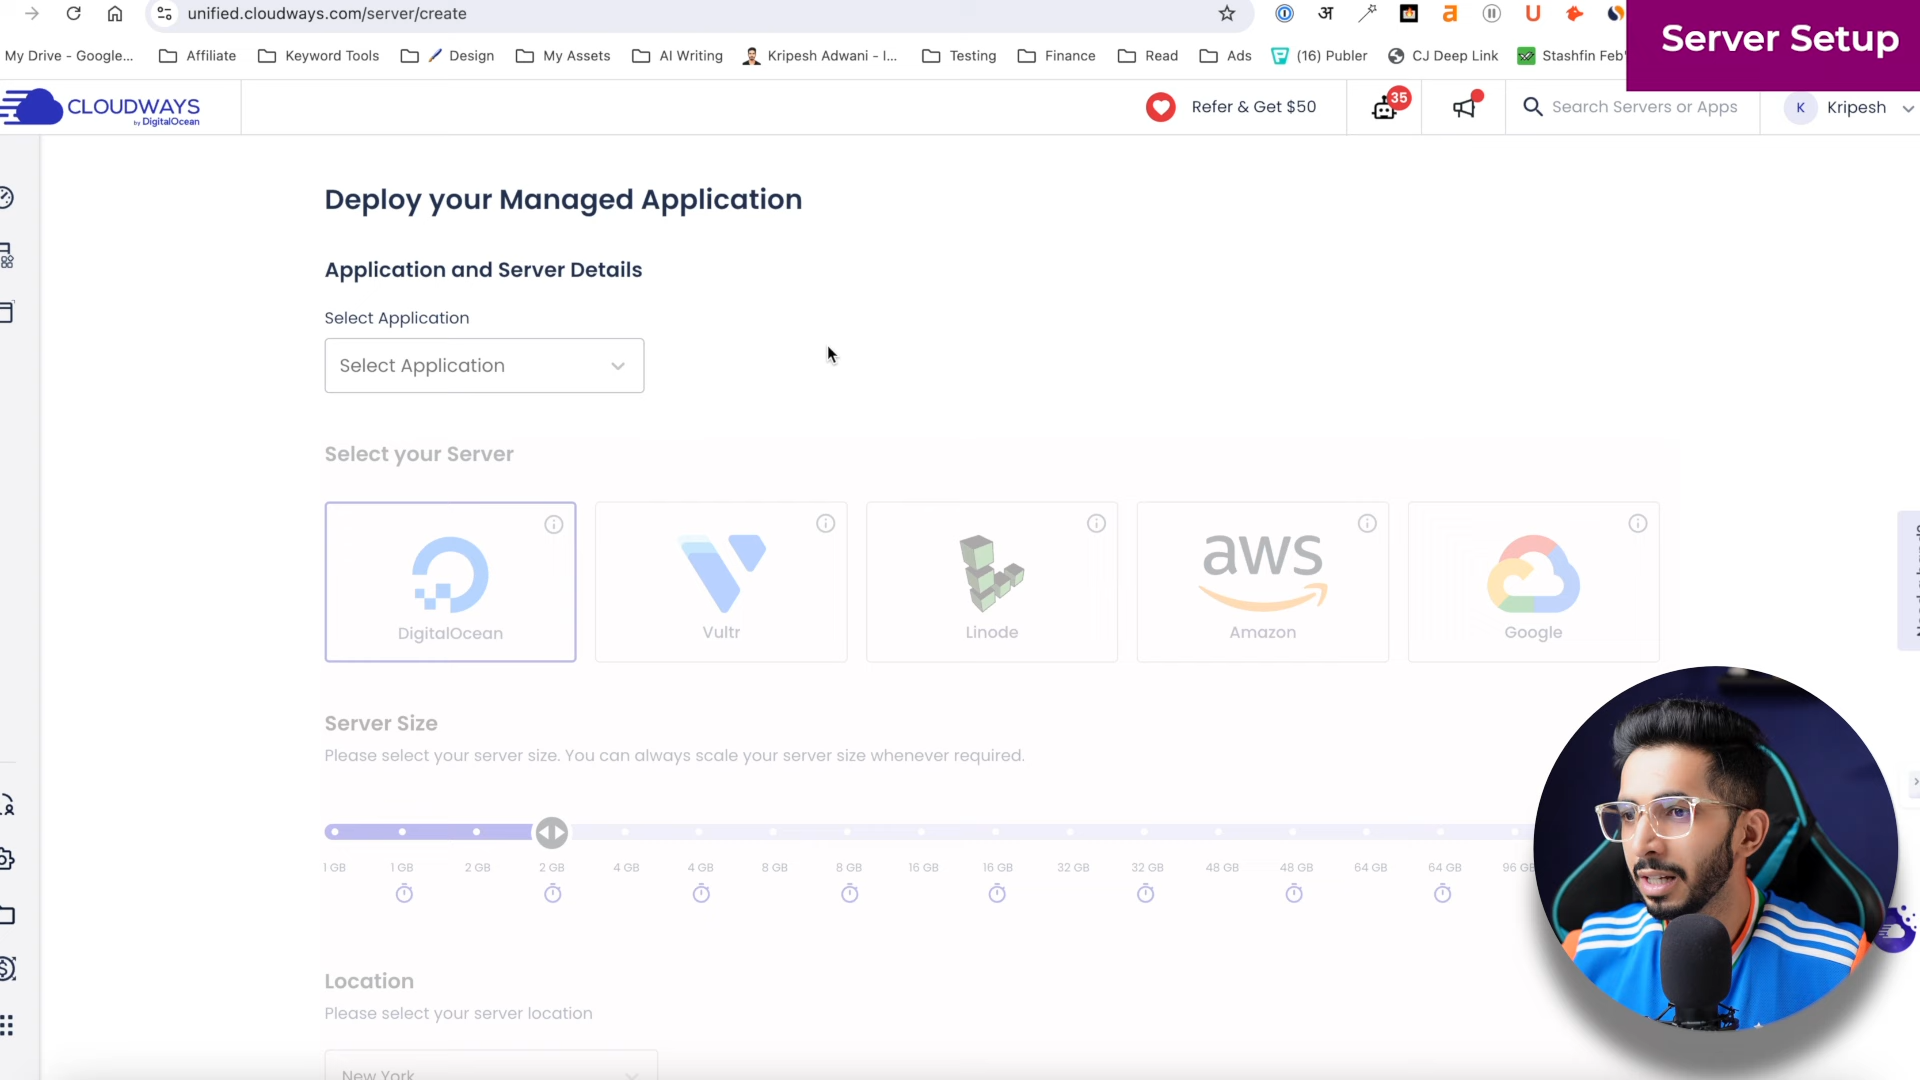 unified.cloudways.com/server/create
अ
a
U
Server Setup
My Drive - Google...
Affiliate
Keyword Tools
Design
My Assets
AI Writing
Kripesh Adwani - I...
Testing
Finance
Read
Ads
(16) Publer
CJ Deep Link
Stashfin Feb'
CLOUDWAYS
by DigitalOcean
Refer & Get $50
35
Search Servers or Apps
K
Kripesh
Deploy your Managed Application
Application and Server Details
Select Application
Select Application
Select your Server
DigitalOcean
Vultr
Linode
aws
Amazon
Google
Server Size
Please select your server size. You can always scale your server size whenever required.
1 GB
1 GB
2 GB
2 GB
4 GB
4 GB
8 GB
8 GB
16 GB
16 GB
32 GB
32 GB
48 GB
48 GB
64 GB
64 GB
96 GB
Location
Please select your server location
New York